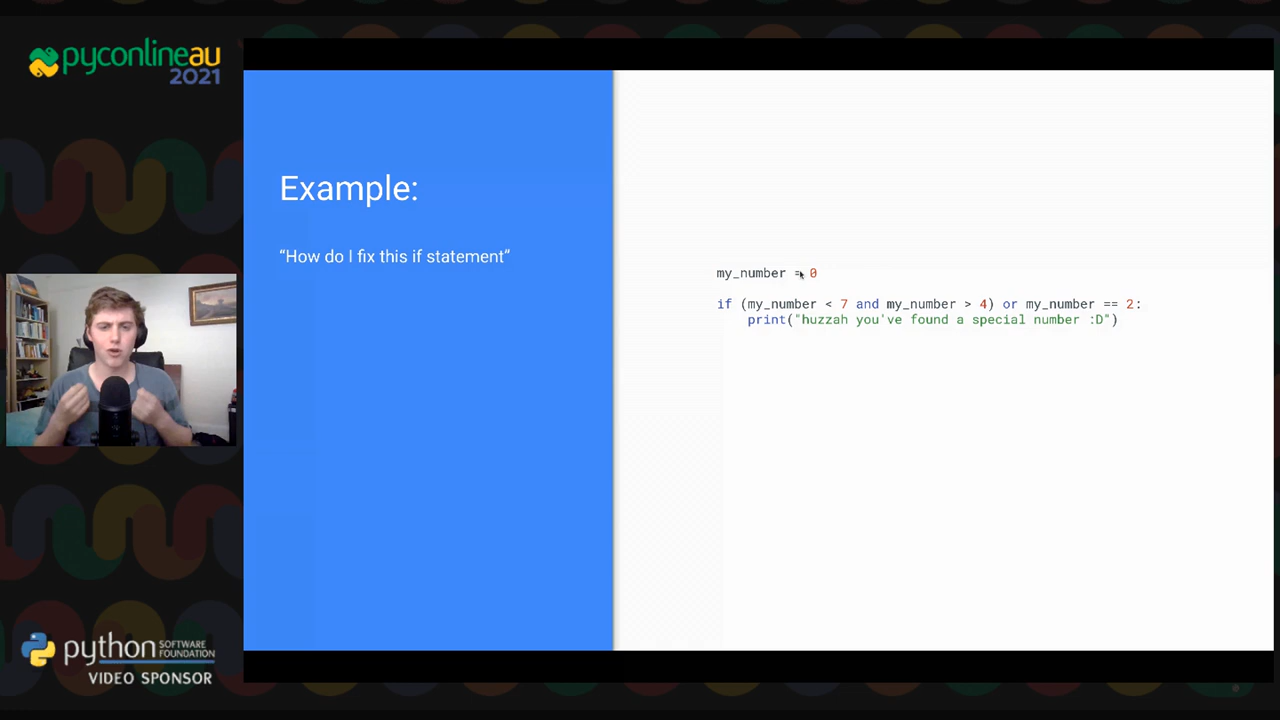 pyconlineau
2021
Example:
“How do I fix this if statement”
my_number = 0
if (my_number < 7 and my_number > 4) or my_number == 2:
print("huzzah you've found a special number :D")
python SOFTWARE FOUNDATION
VIDEO SPONSOR